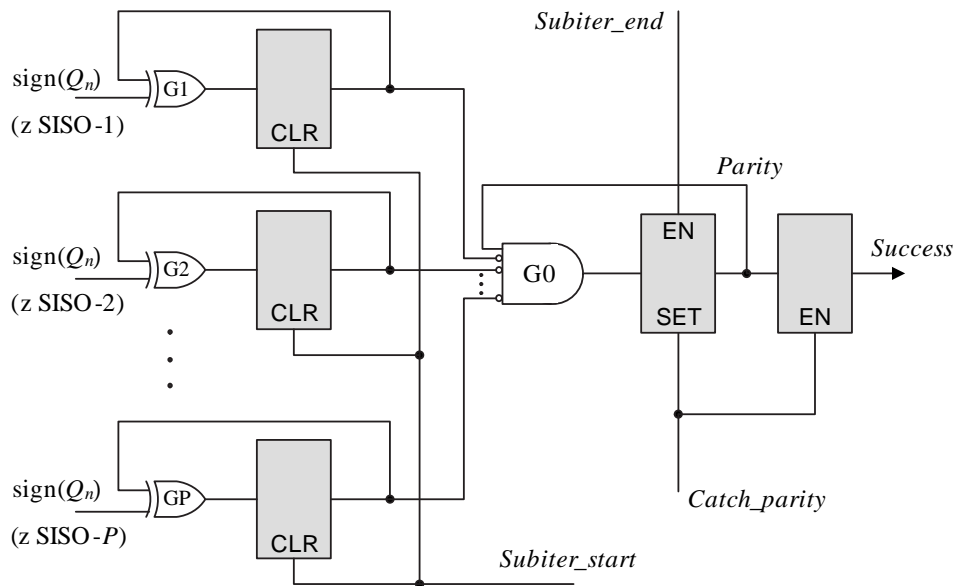 Subiter_end
sign(Qn)
G1
(z SISO-1)
CLR
Parity
sign(Qn)
G2
(z SISO-2)
CLR
G0
EN
SET
EN
Success
sign(Qn)
GP
(z SISO-P)
CLR
Catch_parity
Subiter_start